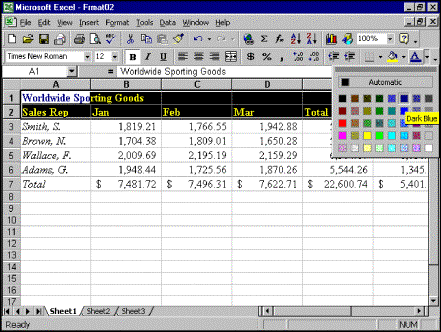 Microsoft Excel - Frmat02
File Edit View Insert Format Tools Data Window Help
100%
Times New Roman 12 B I U $
A1 = Worldwide Sporting Goods
Automatic
Dark Blue
A B C D
1 Worldwide Sporting Goods
2 Sales Rep Jan Feb Mar Total
3 Smith, S. 1,819.21 1,766.55 1,942.88
4 Brown, N. 1,704.38 1,809.01 1,650.28
5 Wallace, F. 2,009.69 2,195.19 2,159.29
6 Adams, G. 1,948.44 1,725.56 1,870.26 5,544.26 1,345.
7 Total $ 7,481.72 $ 7,496.31 $ 7,622.71 $ 22,600.74 $ 5,401.
8
9
10
11
12
13
14
15
16
17
Sheet1 Sheet2 Sheet3
Ready NUM